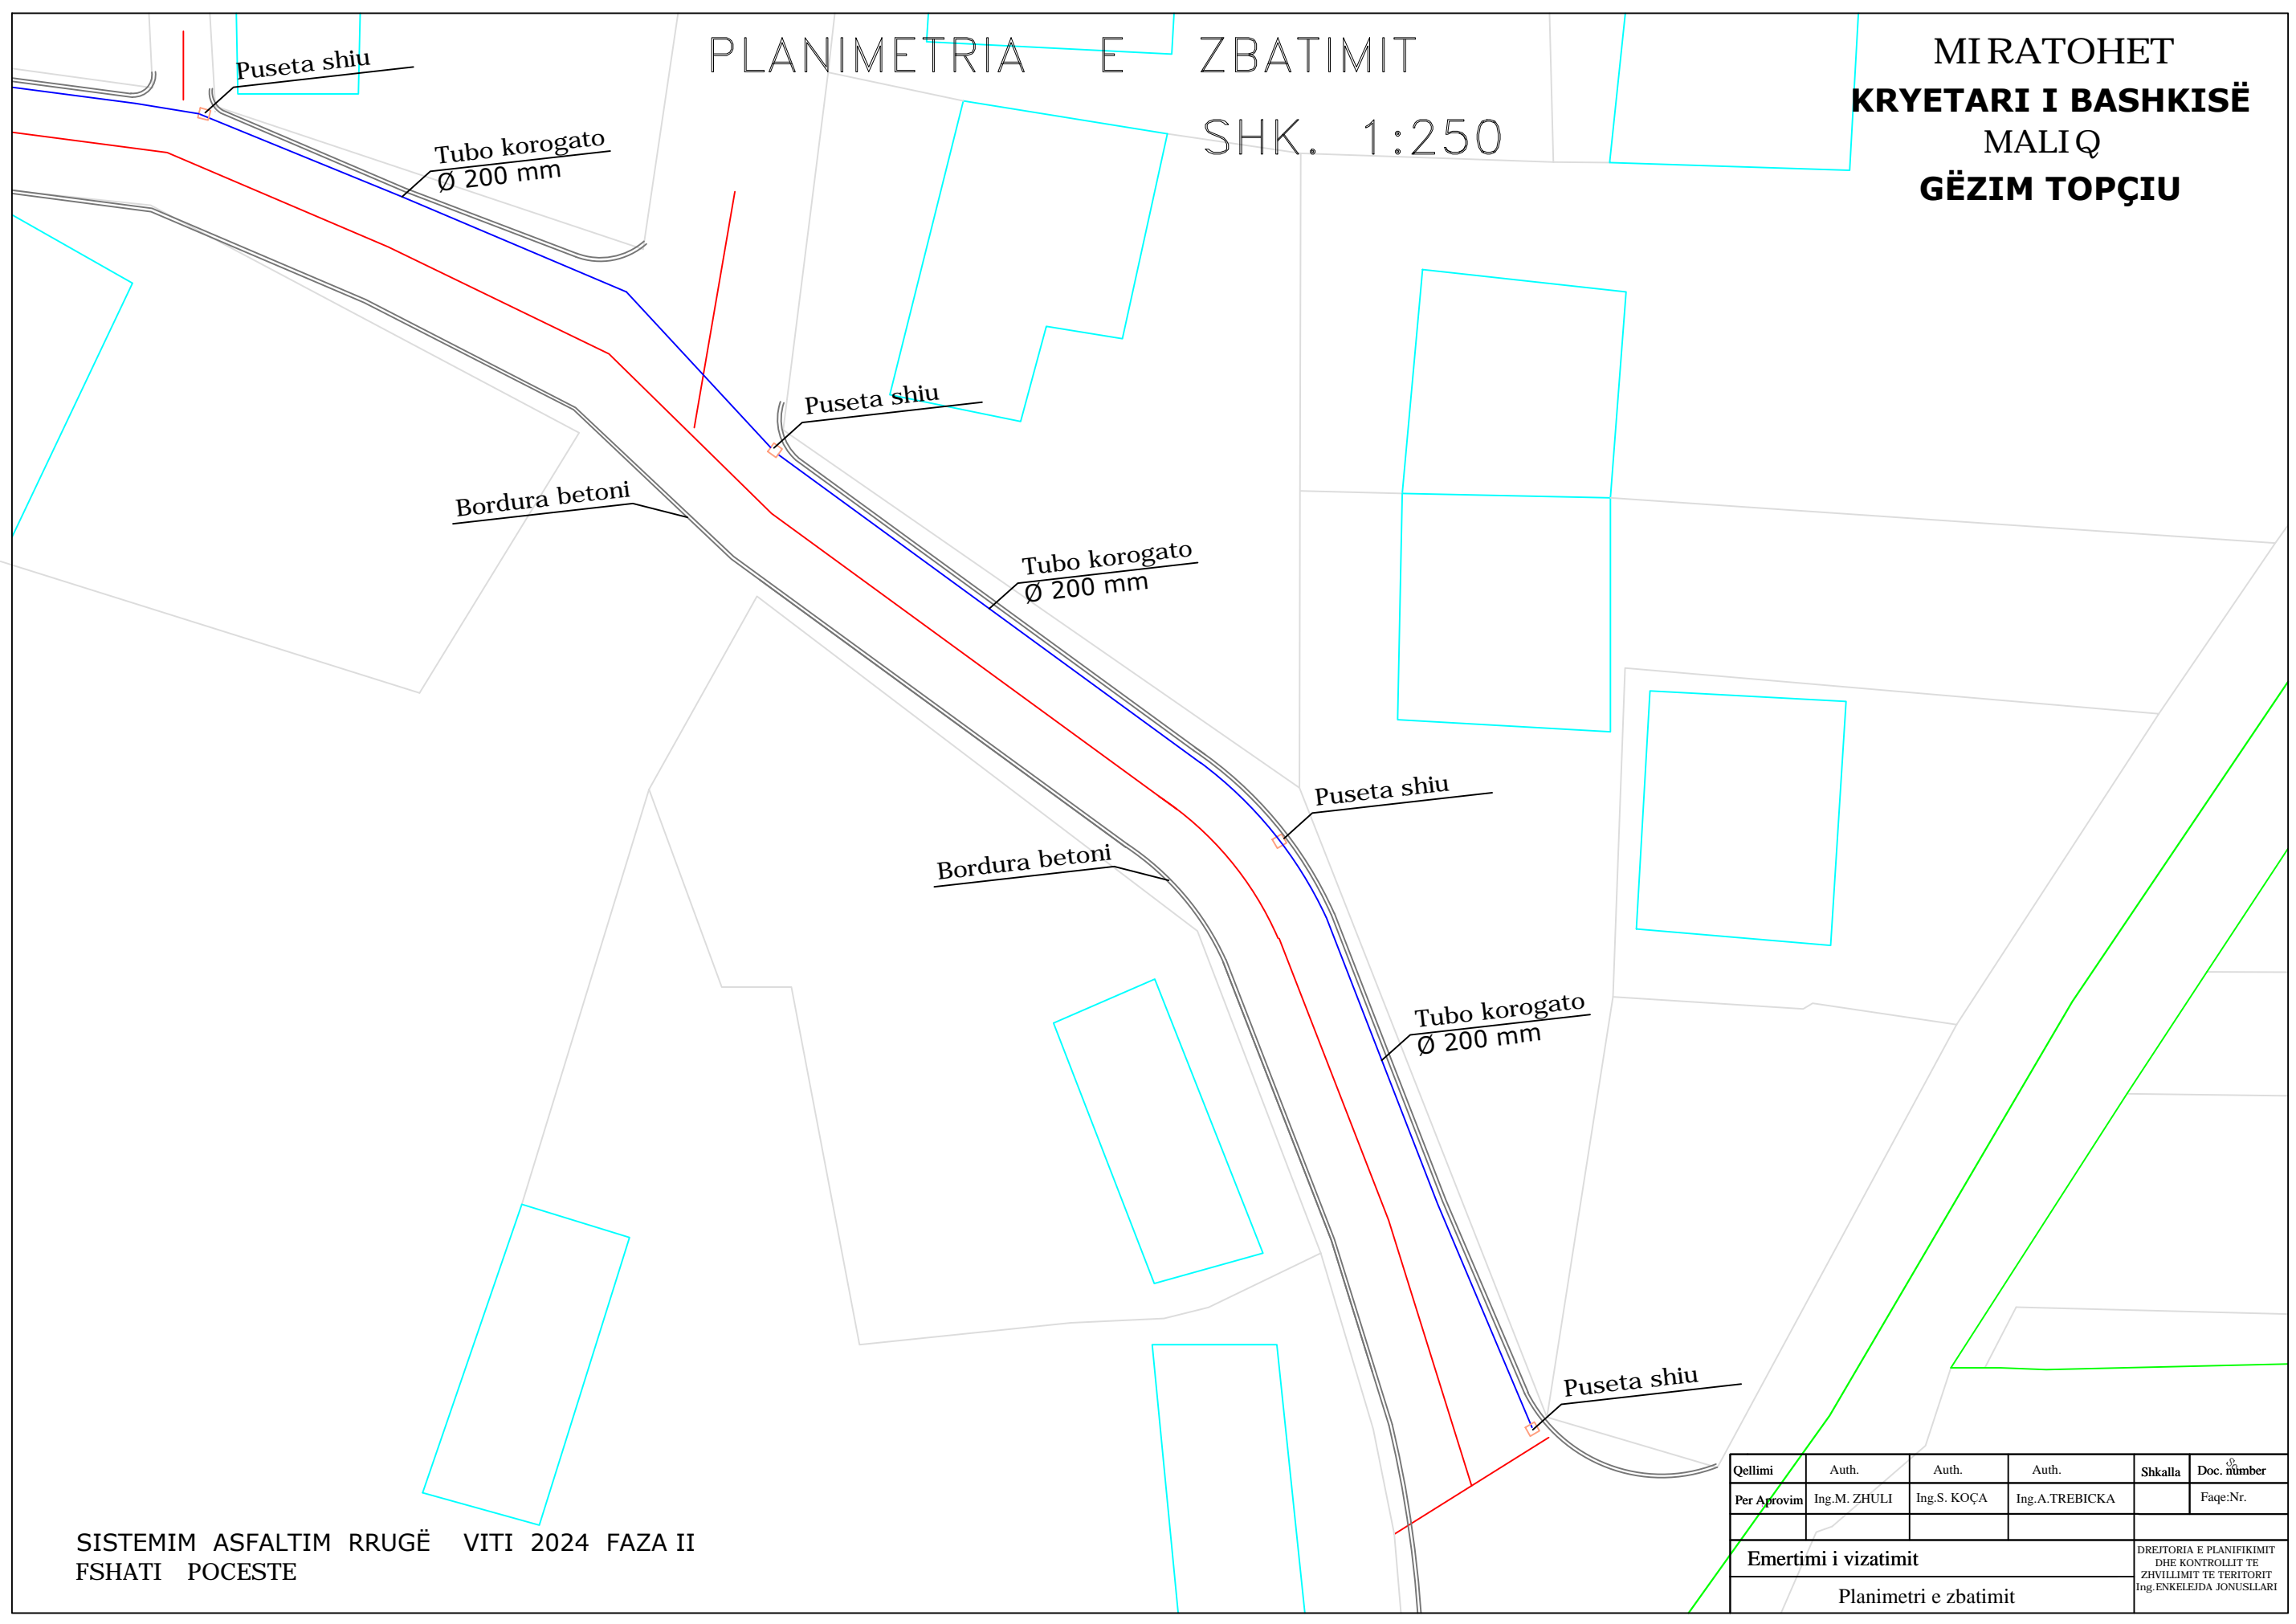 PLANIMETRIA E ZBATIMIT
SHK. 1:250
MIRATOHET
KRYETARI I BASHKISË
MALIQ
GËZIM TOPÇIU
Puseta shiu
Tubo korogato
Ø 200 mm
Puseta shiu
Bordura betoni
Tubo korogato
Ø 200 mm
Puseta shiu
Bordura betoni
Tubo korogato
Ø 200 mm
Puseta shiu
SISTEMIM ASFALTIM RRUGË VITI 2024 FAZA II
FSHATI POCESTE
Qellimi Auth. Auth. Auth. Shkalla Doc. number
Per Aprovim Ing.M. ZHULI Ing.S. KOÇA Ing.A.TREBICKA Faqe:Nr.
Emertimi i vizatimit
Planimetri e zbatimit
DREJTORIA E PLANIFIKIMIT
DHE KONTROLLIT TE
ZHVILLIMIT TE TERITORIT
Ing.ENKELEJDA JONUSLLARI